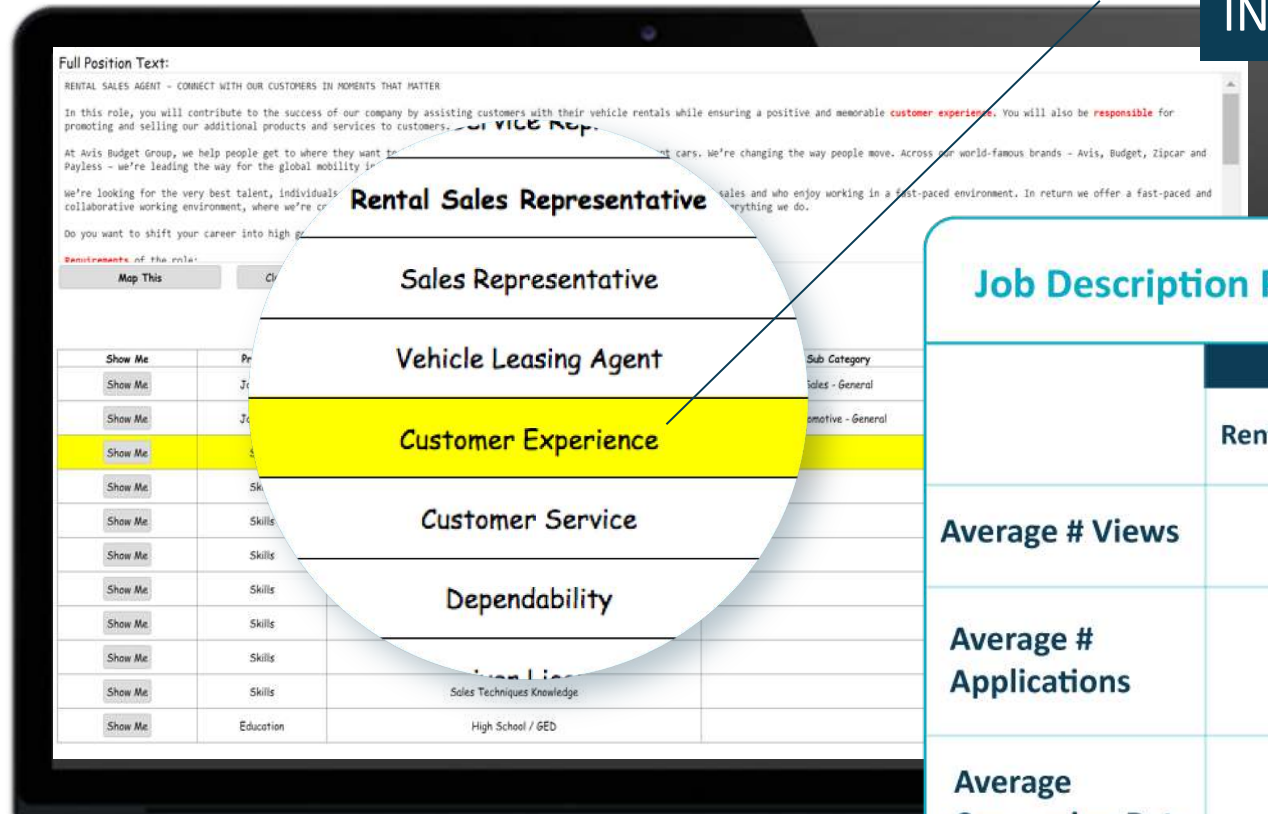 IN
Full Position Text:
RENTAL SALES AGENT – CONNECT WITH OUR CUSTOMERS IN MOMENTS THAT MATTER
In this role, you will contribute to the success of our company by assisting customers with their vehicle rentals while ensuring a positive and memorable customer experience. You will also be responsible for
promoting and selling our additional products and services to customers.
At Avis Budget Group, we help people get to where they want to cars. We're changing the way people move. Across our world-famous brands – Avis, Budget, Zipcar and
Payless – we're leading the way for the global mobility
We're looking for the very best talent, individuals sales and who enjoy working in a fast-paced environment. In return we offer a fast-paced and
collaborative working environment, where we're everything we do.
Do you want to shift your career into high
Requirements of the role:
Map This
Rental Sales Representative
Sales Representative
Vehicle Leasing Agent
Customer Experience
Customer Service
Dependability
Show Me Sub Category
Show Me Sales - General
Show Me - General
Show Me
Show Me
Show Me Skills
Show Me Skills
Show Me Skills
Show Me Skills
Show Me Skills
Show Me Skills Sales Techniques Knowledge
Show Me Education High School / GED
Job Description
Average # Views
Average #
Applications
Average